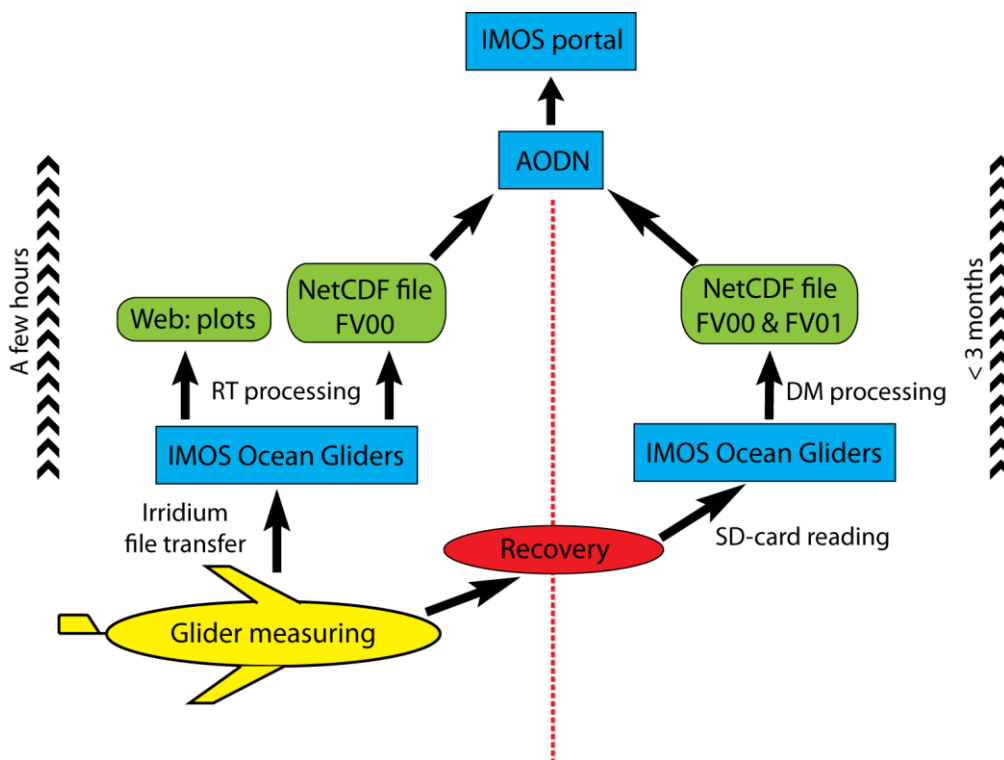 IMOS portal
AODN
A few hours
NetCDF file
FV00
Web: plots
RT processing
IMOS Ocean Gliders
Irridium
file transfer
Glider measuring
Recovery
NetCDF file
FV00 & FV01
< 3 months
DM processing
IMOS Ocean Gliders
SD-card reading